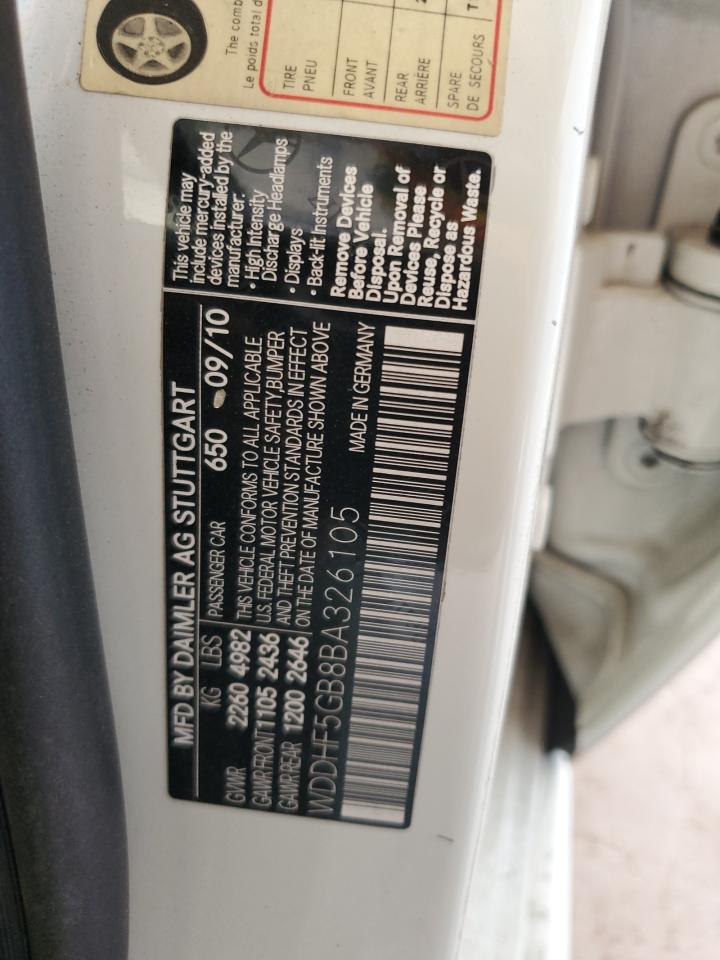 The comb
Le poids total d
TIRE
PNEU
FRONT
AVANT
REAR
ARRIÈRE
SPARE
DE SECOURS
MFD BY DAIMLER AG STUTTGART
KG LBS PASSENGER CAR 650 09/10
GVWR 2260 4982 THIS VEHICLE CONFORMS TO ALL APPLICABLE
GAWR FRONT 1105 2436 U.S. FEDERAL MOTOR VEHICLE SAFETY,BUMPER
GAWR REAR 1200 2646 AND THEFT PREVENTION STANDARDS IN EFFECT
ON THE DATE OF MANUFACTURE SHOWN ABOVE
WDDHF5GB8BA326105 MADE IN GERMANY
This vehicle may
include mercury-added
devices installed by the
manufacturer:
• High Intensity
Discharge Headlamps
• Displays
• Back-lit Instruments
Remove Devices
Before Vehicle
Disposal.
Upon Removal of
Devices Please
Reuse, Recycle or
Dispose as
Hazardous Waste.